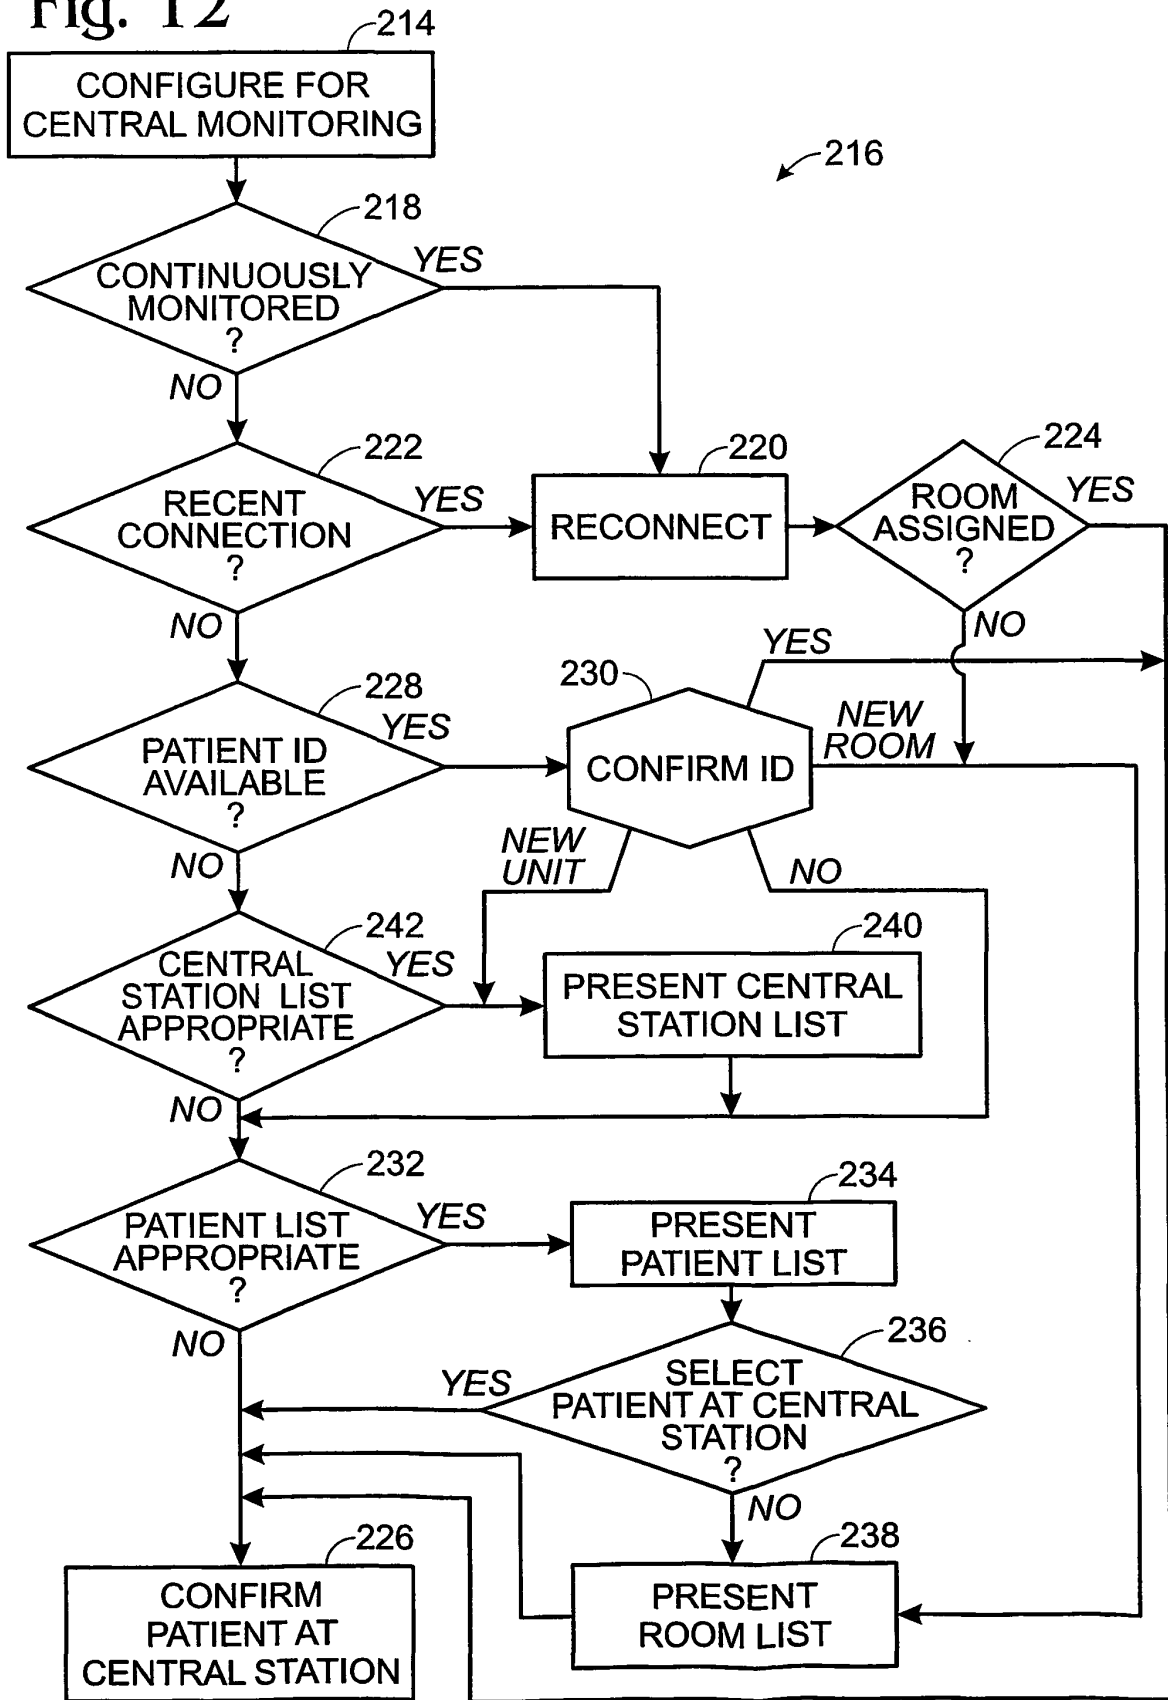 Fig. 12
214
CONFIGURE FOR
CENTRAL MONITORING
216
218
CONTINUOUSLY
MONITORED
?
YES
NO
222
RECENT
CONNECTION
?
YES
NO
220
RECONNECT
224
ROOM
ASSIGNED
?
YES
NO
228
PATIENT ID
AVAILABLE
?
YES
NO
230
CONFIRM ID
YES
NEW
ROOM
NEW
UNIT
NO
242
CENTRAL
STATION LIST
APPROPRIATE
?
YES
NO
240
PRESENT CENTRAL
STATION LIST
232
PATIENT LIST
APPROPRIATE
?
YES
NO
234
PRESENT
PATIENT LIST
236
SELECT
PATIENT AT CENTRAL
STATION
?
YES
NO
226
CONFIRM
PATIENT AT
CENTRAL STATION
238
PRESENT
ROOM LIST